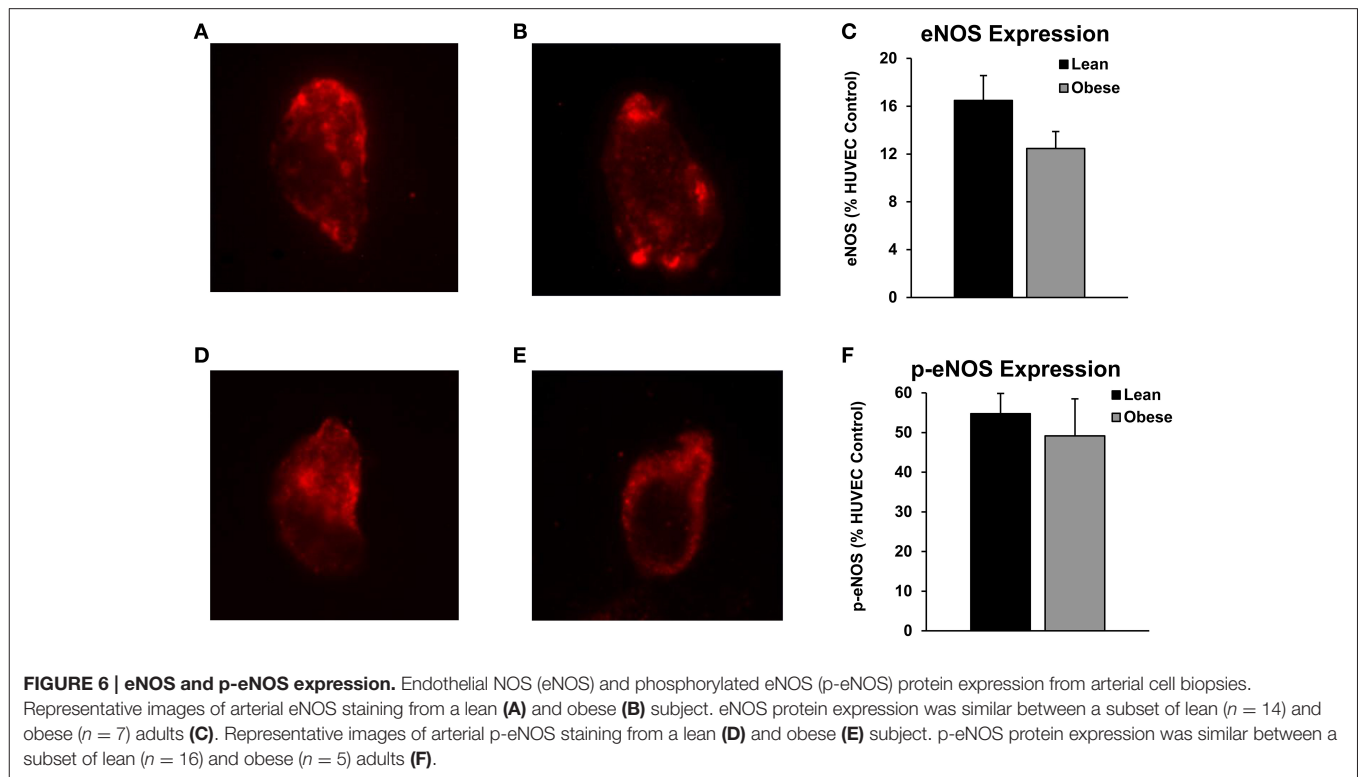 A
B
C
eNOS Expression
20
16
12
8
4
0
eNOS (% HUVEC Control)
Lean
Obese
D
E
F
p-eNOS Expression
60
50
40
30
20
10
0
p-eNOS (% HUVEC Control)
Lean
Obese
FIGURE 6 | eNOS and p-eNOS expression. Endothelial NOS (eNOS) and phosphorylated eNOS (p-eNOS) protein expression from arterial cell biopsies.
Representative images of arterial eNOS staining from a lean (A) and obese (B) subject. eNOS protein expression was similar between a subset of lean (n = 14) and
obese (n = 7) adults (C). Representative images of arterial p-eNOS staining from a lean (D) and obese (E) subject. p-eNOS protein expression was similar between a
subset of lean (n = 16) and obese (n = 5) adults (F).